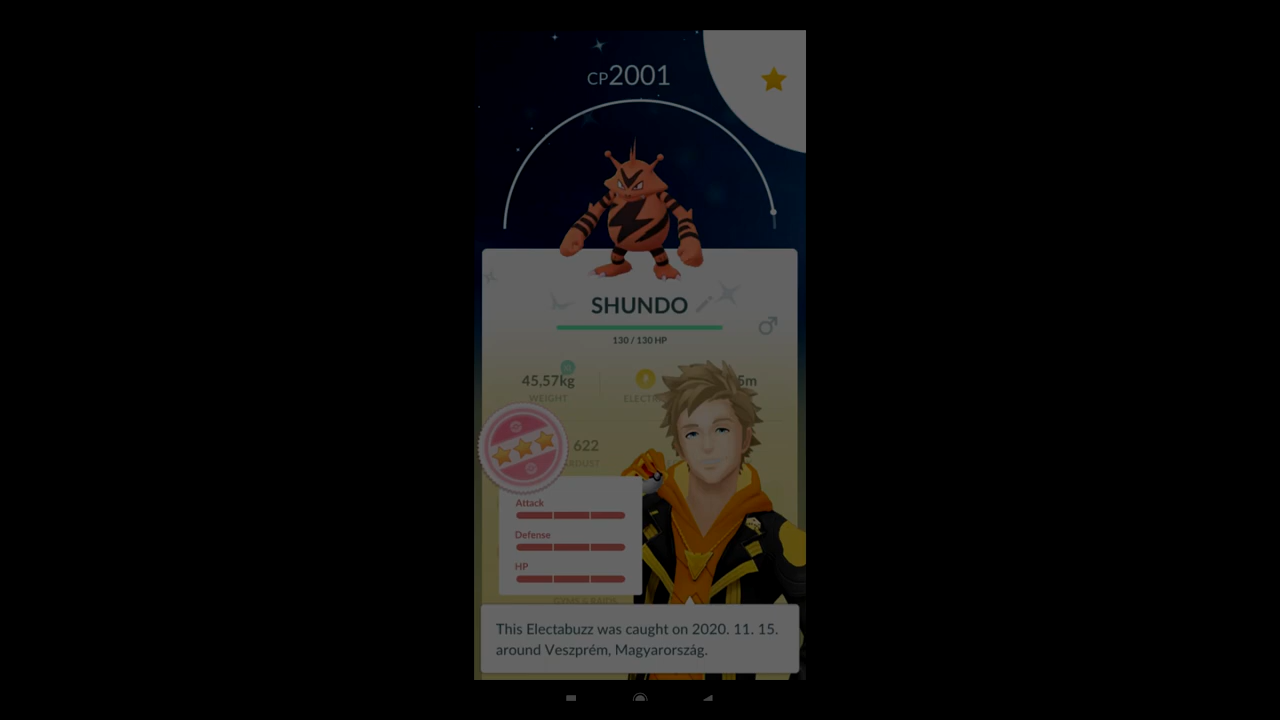 CP2001
SHUNDO
130 / 130 HP
45,57kg
5m
WEIGHT
622
Attack
Defense
HP
This Electabuzz was caught on 2020. 11. 15.
around Veszprém, Magyarország.